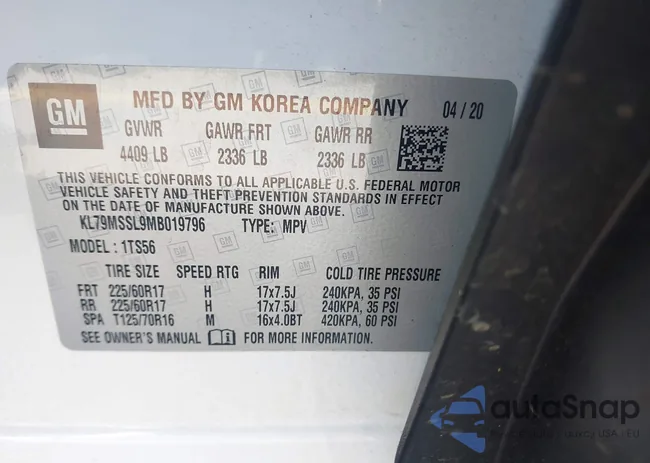 GM
MFD BY GM KOREA COMPANY 04/20
GVWR GAWR FRT GAWR RR
4409 LB 2336 LB 2336 LB
THIS VEHICLE CONFORMS TO ALL APPLICABLE U.S. FEDERAL MOTOR
VEHICLE SAFETY AND THEFT PREVENTION STANDARDS IN EFFECT
ON THE DATE OF MANUFACTURE SHOWN ABOVE.
KL79MSSL9MB019796 TYPE: MPV
MODEL : 1TS56
TIRE SIZE SPEED RTG RIM COLD TIRE PRESSURE
FRT 225/60R17 H 17x7.5J 240KPA, 35 PSI
RR 225/60R17 H 17x7.5J 240KPA, 35 PSI
SPA T125/70R16 M 16x4.0BT 420KPA, 60 PSI
SEE OWNER'S MANUAL FOR MORE INFORMATION.
autoSnap
USA | EU